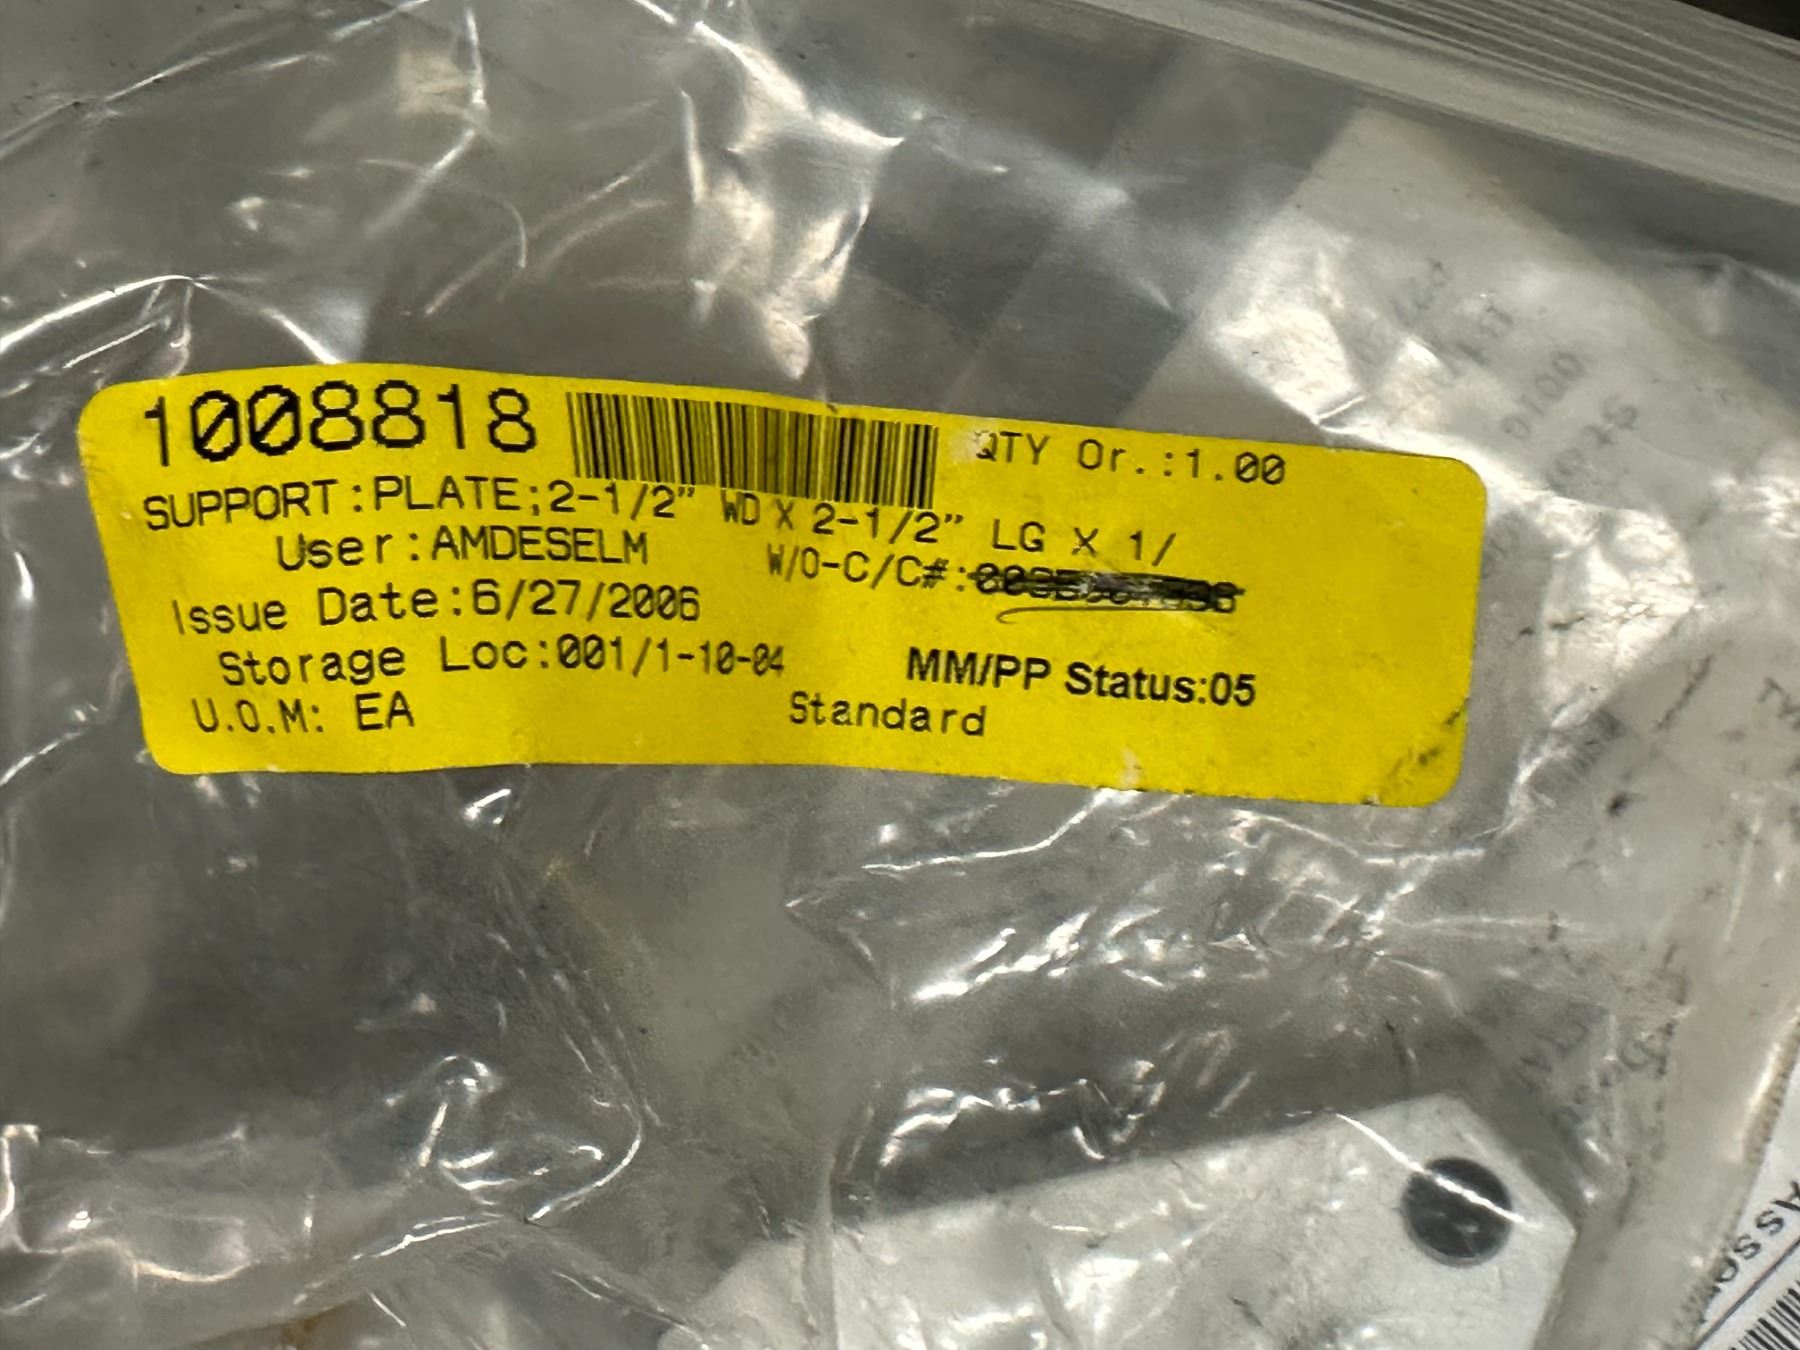 1008818 QTY Or.:1.00
SUPPORT:PLATE;2-1/2" WD X 2-1/2" LG X 1/
User:AMDESELM W/O-C/C#:
Issue Date:6/27/2006
Storage Loc:001/1-10-04 MM/PP Status:05
U.O.M: EA Standard